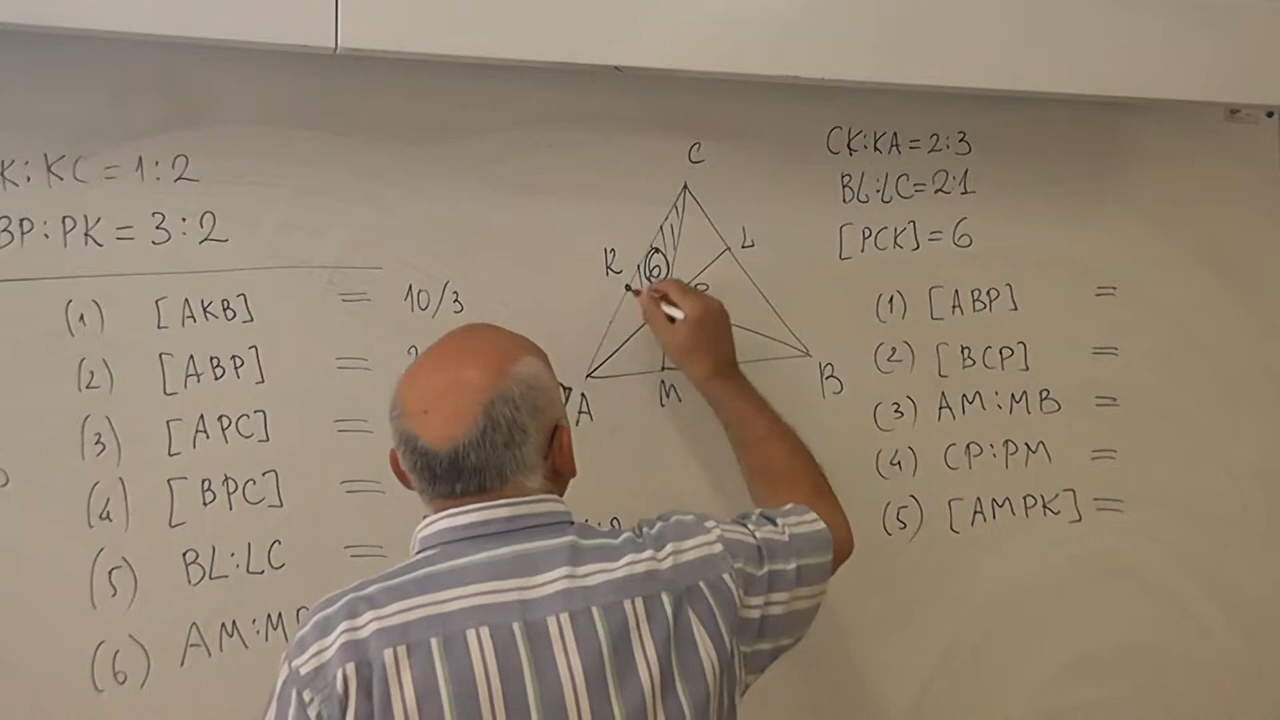 K:KC = 1:2
BP:PK = 3:2
(1) [AKB] = 10/3
(2) [ABP] =
(3) [APC] =
(4) [BPC] =
(5) BL:LC =
(6) AM:M
C
K
6
L
A
M
B
CK:KA = 2:3
BL:LC = 2:1
[PCK] = 6
(1) [ABP] =
(2) [BCP] =
(3) AM:MB =
(4) CP:PM =
(5) [AMPK] =